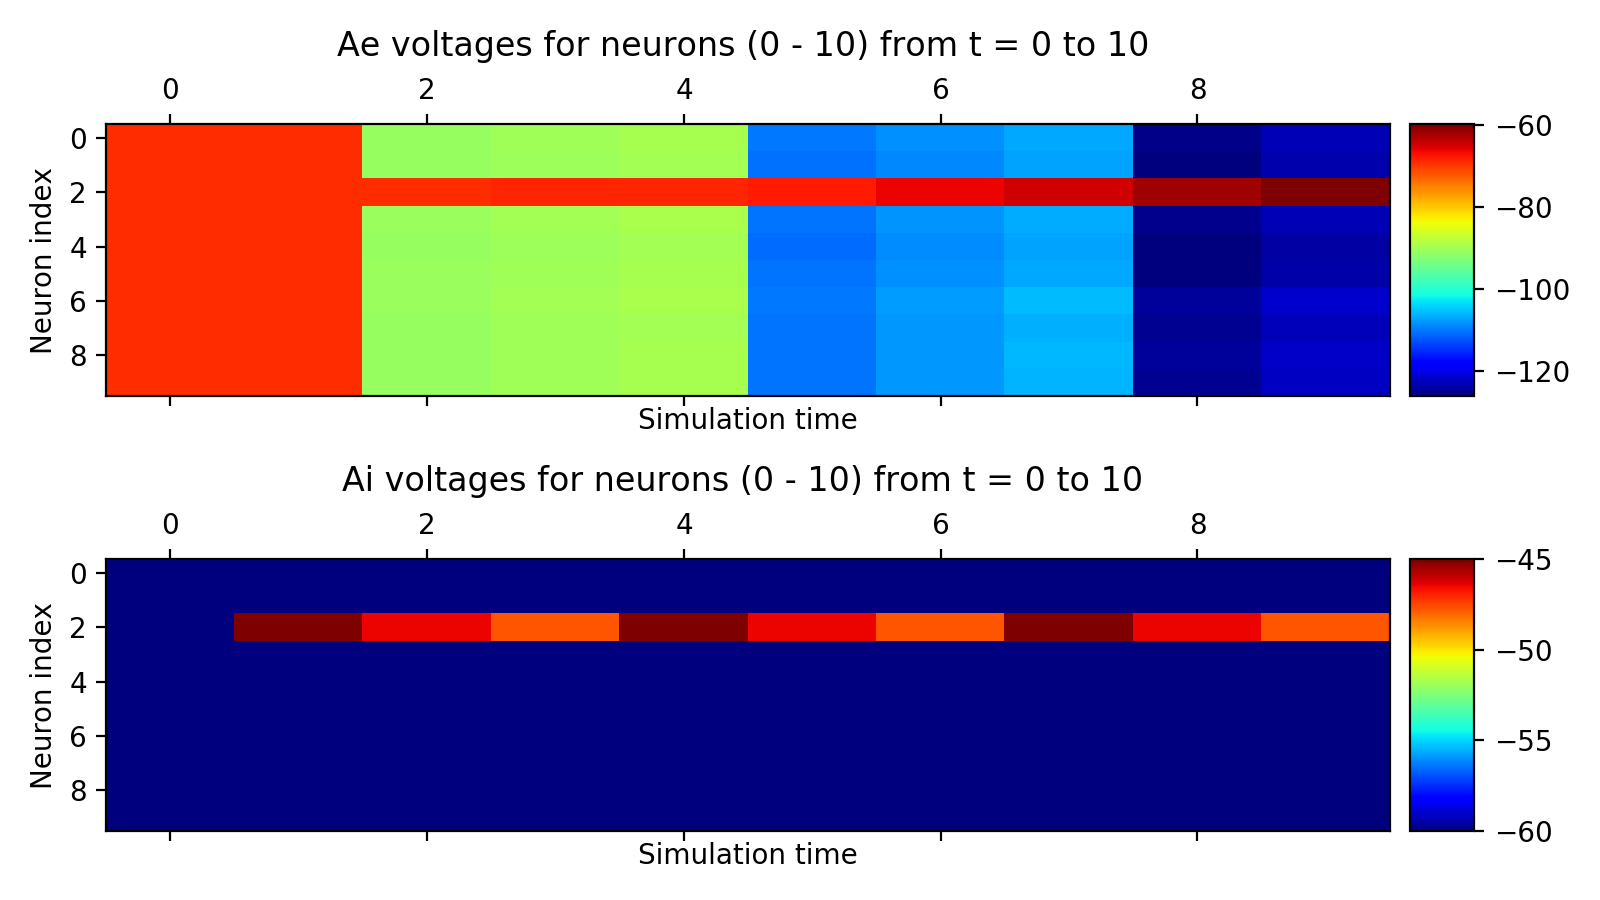 Ae voltages for neurons (0 - 10) from t = 0 to 10
0 2 4 6 8
Neuron index
0
2
4
6
8
Simulation time
−60
−80
−100
−120
Ai voltages for neurons (0 - 10) from t = 0 to 10
0 2 4 6 8
Neuron index
0
2
4
6
8
Simulation time
−45
−50
−55
−60